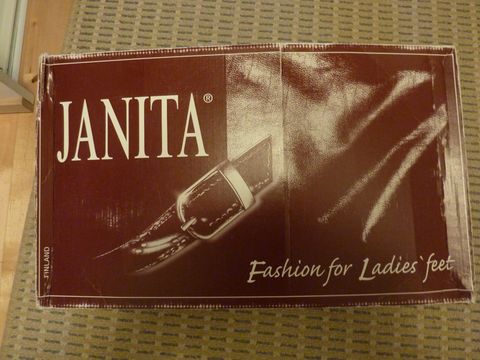 JANITA®
Fashion for Ladies' feet
FINLAND